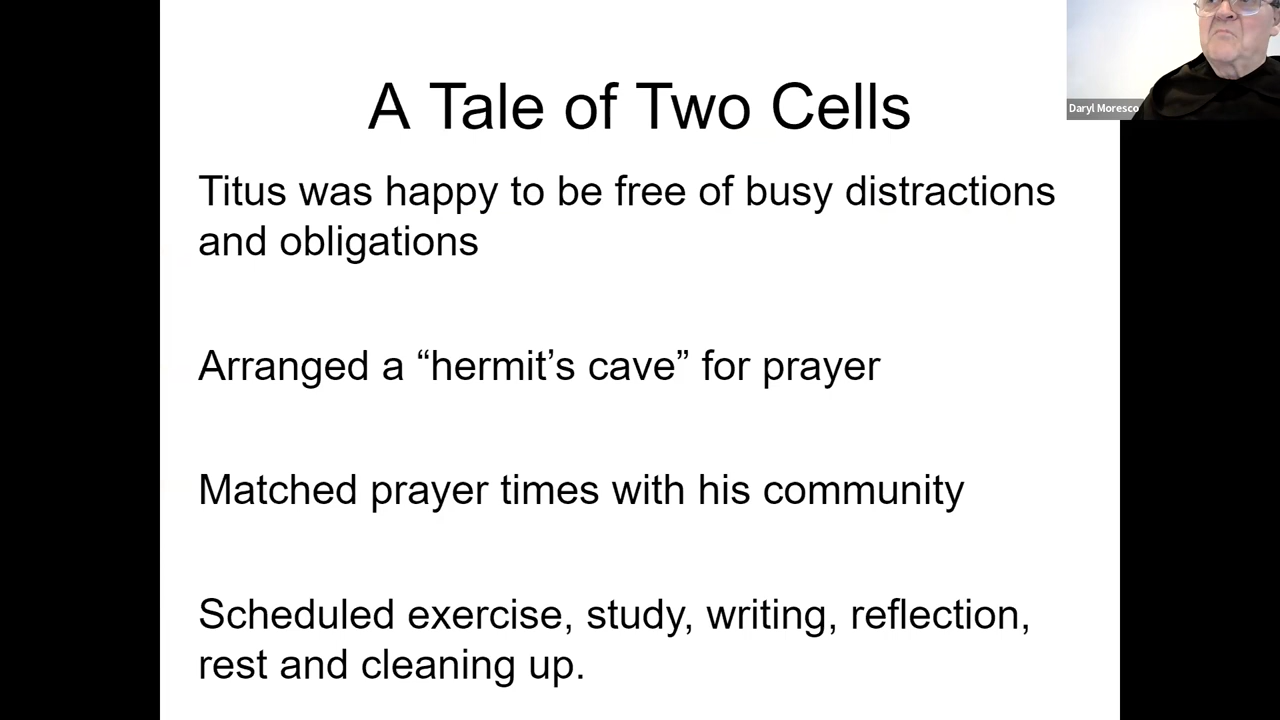 A Tale of Two Cells
Daryl Moresco
Titus was happy to be free of busy distractions
and obligations
Arranged a “hermit’s cave” for prayer
Matched prayer times with his community
Scheduled exercise, study, writing, reflection,
rest and cleaning up.